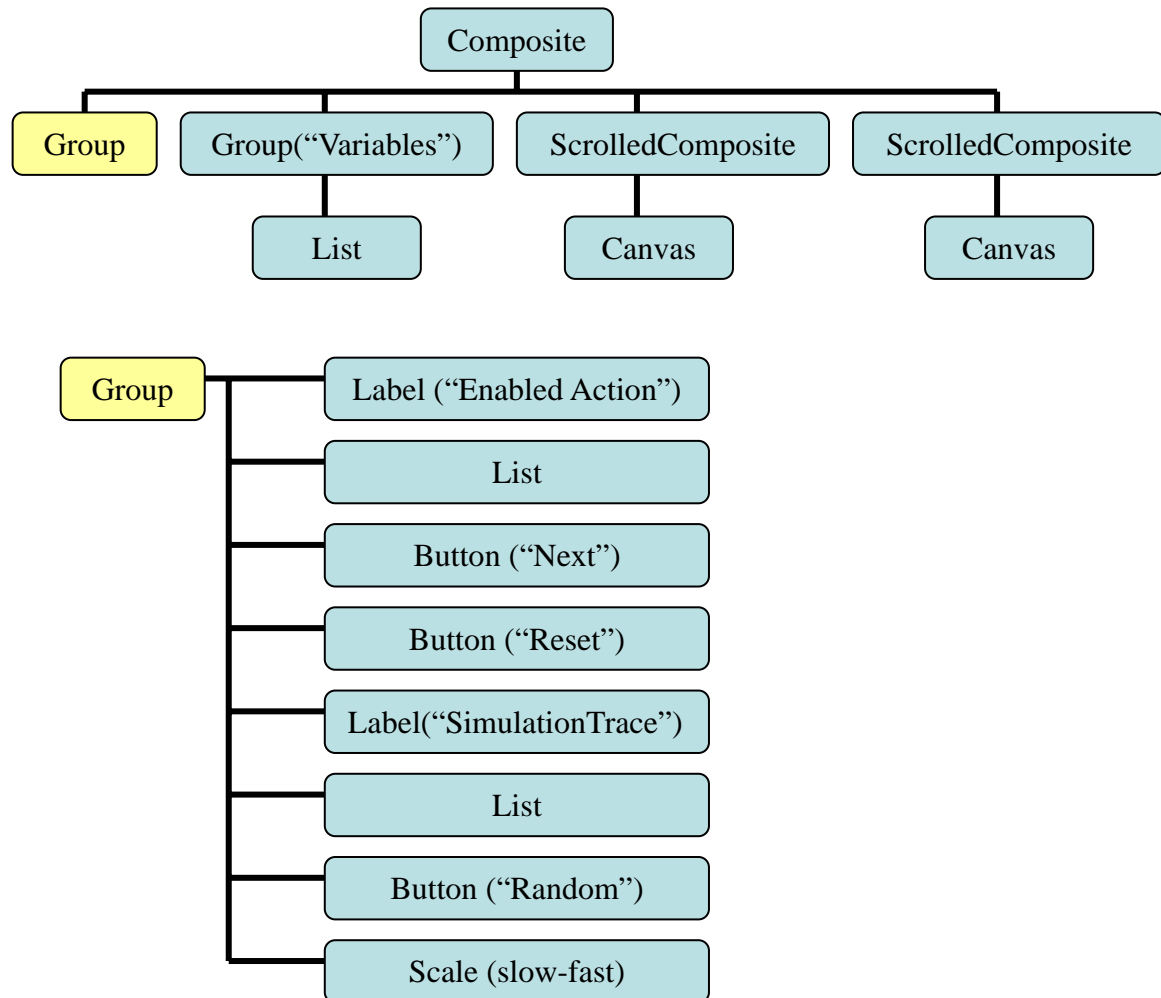 Composite
Group
Group(“Variables”)
ScrolledComposite
ScrolledComposite
List
Canvas
Canvas
Group
Label (“Enabled Action”)
List
Button (“Next”)
Button (“Reset”)
Label(“SimulationTrace”)
List
Button (“Random”)
Scale (slow-fast)